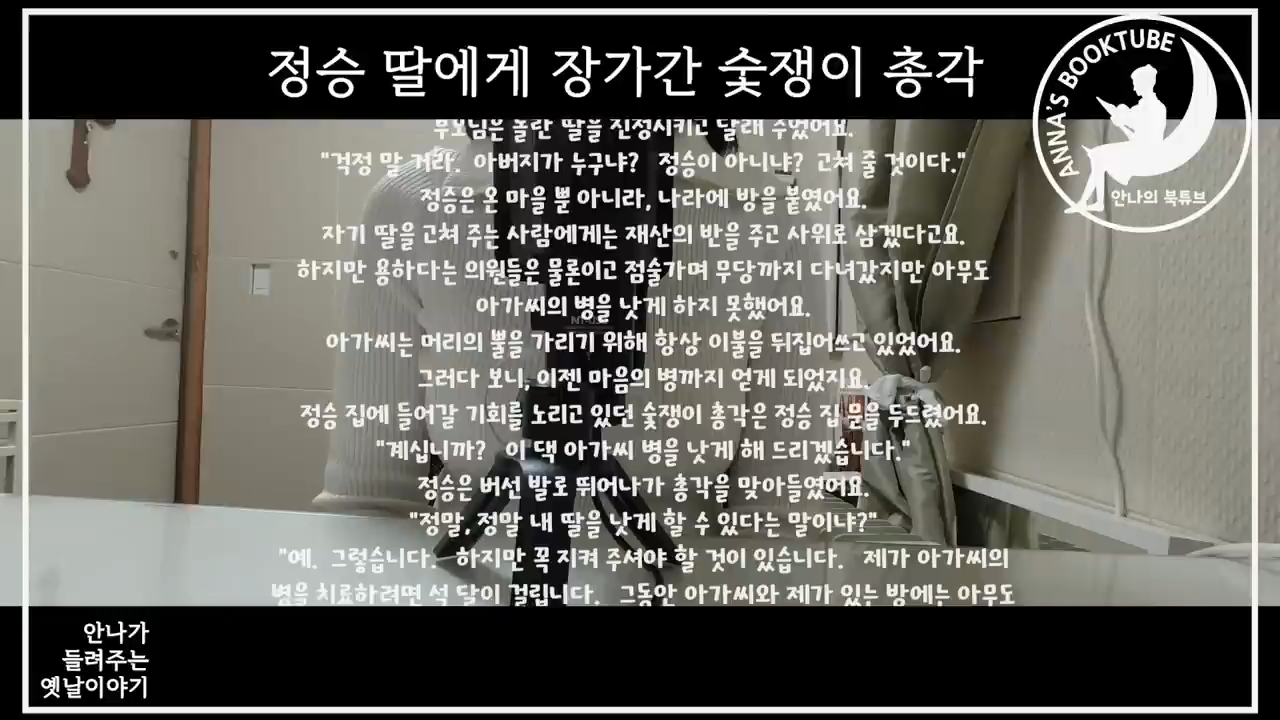 정승 딸에게 장가간 숯쟁이 총각
ANNA'S BOOKTUBE
안나의 북튜브
부모님은 놀란 딸을 진정시키고 달래 주었어요.
"걱정 말 거라. 아버지가 누구냐? 정승이 아니냐? 고쳐 줄 것이다."
정승은 온 마을 뿐 아니라, 나라에 방을 붙였어요.
자기 딸을 고쳐 주는 사람에게는 재산의 반을 주고 사위로 삼겠다고요.
하지만 용하다는 의원들은 물론이고 점술가며 무당까지 다녀갔지만 아무도
아가씨의 병을 낫게 하지 못했어요.
아가씨는 머리의 뿔을 가리기 위해 항상 이불을 뒤집어쓰고 있었어요.
그러다 보니, 이젠 마음의 병까지 얻게 되었지요.
정승 집에 들어갈 기회를 노리고 있던 숯쟁이 총각은 정승 집 문을 두드렸어요.
"계십니까? 이 댁 아가씨 병을 낫게 해 드리겠습니다."
정승은 버선 발로 뛰어나가 총각을 맞아들였어요.
"정말, 정말 내 딸을 낫게 할 수 있다는 말이냐?"
"예. 그렇습니다. 하지만 꼭 지켜 주셔야 할 것이 있습니다. 제가 아가씨의
병을 치료하려면 석 달이 걸립니다. 그동안 아가씨와 제가 있는 방에는 아무도
안나가
들려주는
옛날이야기